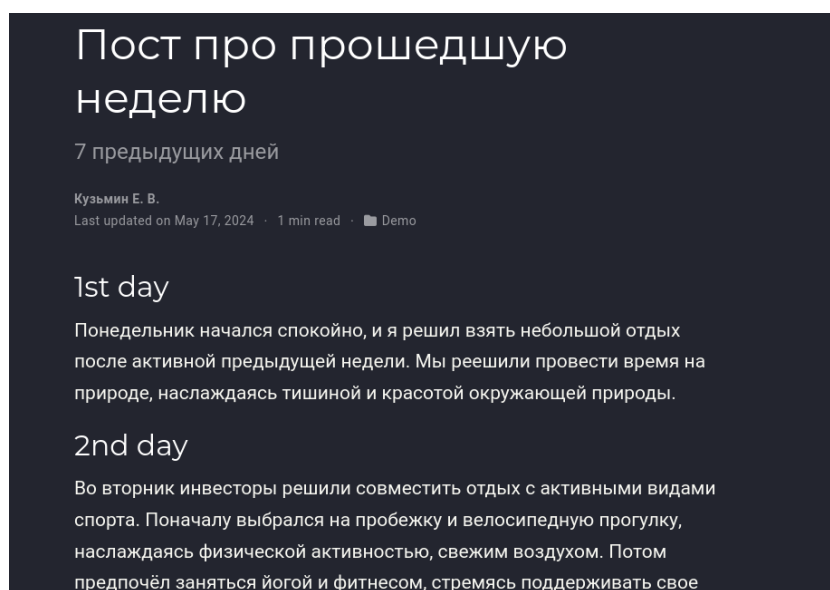 Пост про прошедшую
неделю
7 предыдущих дней
Кузьмин Е. В.
Last updated on May 17, 2024 · 1 min read · Demo
1st day
Понедельник начался спокойно, и я решил взять небольшой отдых
после активной предыдущей недели. Мы реешили провести время на
природе, наслаждаясь тишиной и красотой окружающей природы.
2nd day
Во вторник инвесторы решили совместить отдых с активными видами
спорта. Поначалу выбрался на пробежку и велосипедную прогулку,
наслаждаясь физической активностью, свежим воздухом. Потом
предпочёл заняться йогой и фитнесом, стремясь поддерживать свое